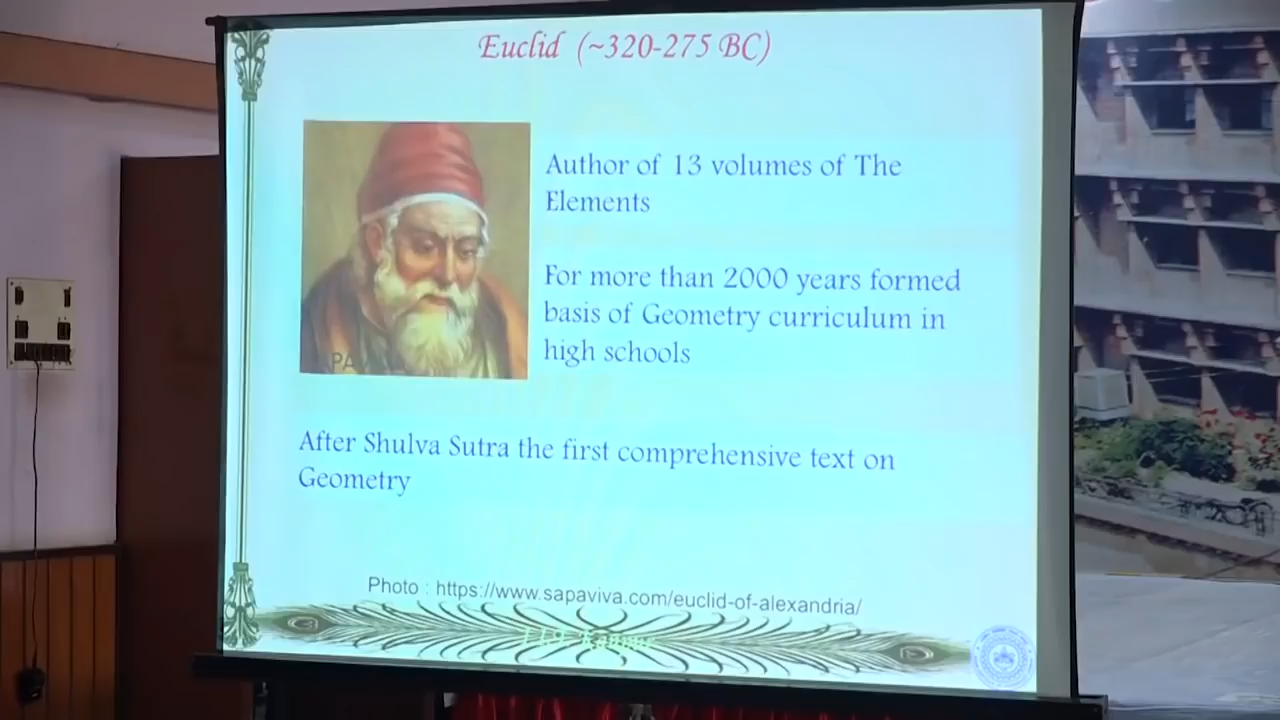 Euclid (~320-275 BC)
Author of 13 volumes of The
Elements
For more than 2000 years formed
basis of Geometry curriculum in
high schools
After Shulva Sutra the first comprehensive text on
Geometry
Photo : https://www.sapaviva.com/euclid-of-alexandria/